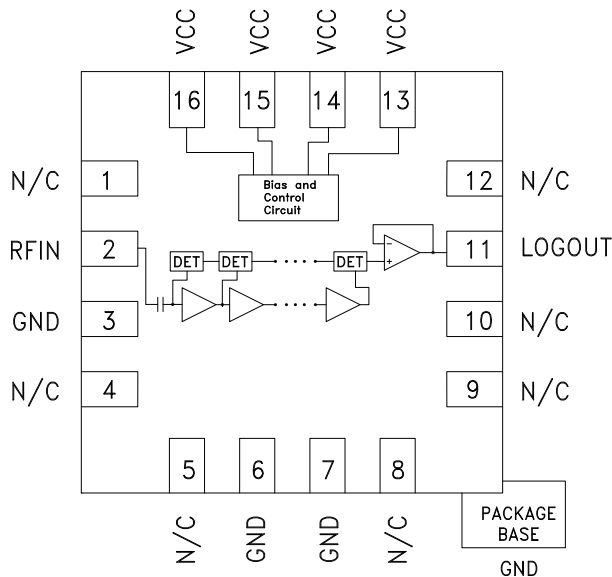 VCC VCC VCC VCC
16 15 14 13
N/C 1
12 N/C
Bias and
Control
Circuit
RFIN 2
11 LOGOUT
DET DET DET
- 
+
GND 3
10 N/C
N/C 4
9 N/C
5 6 7 8
N/C GND GND N/C
PACKAGE
BASE
GND